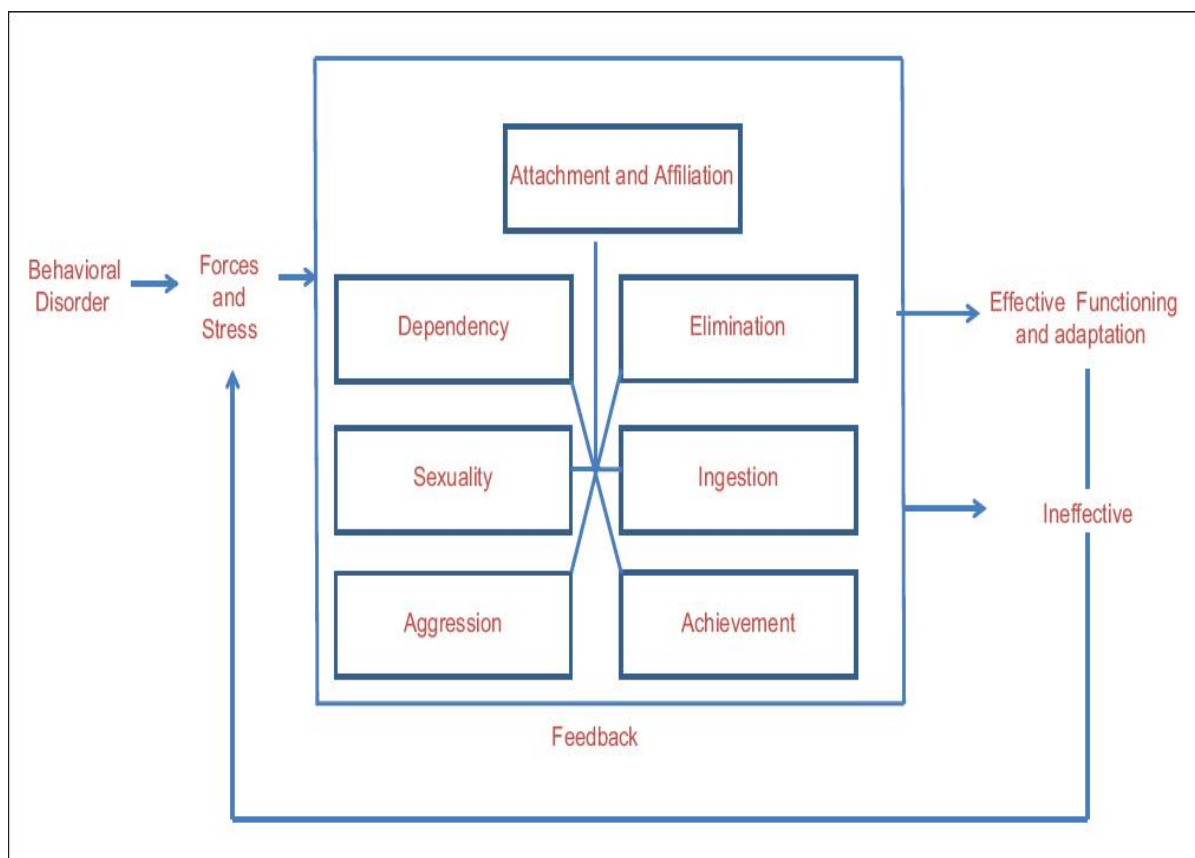 Attachment and Affiliation
Behavioral
Disorder
Forces
and
Stress
Dependency
Elimination
Effective Functioning
and adaptation
Sexuality
Ingestion
Ineffective
Aggression
Achievement
Feedback